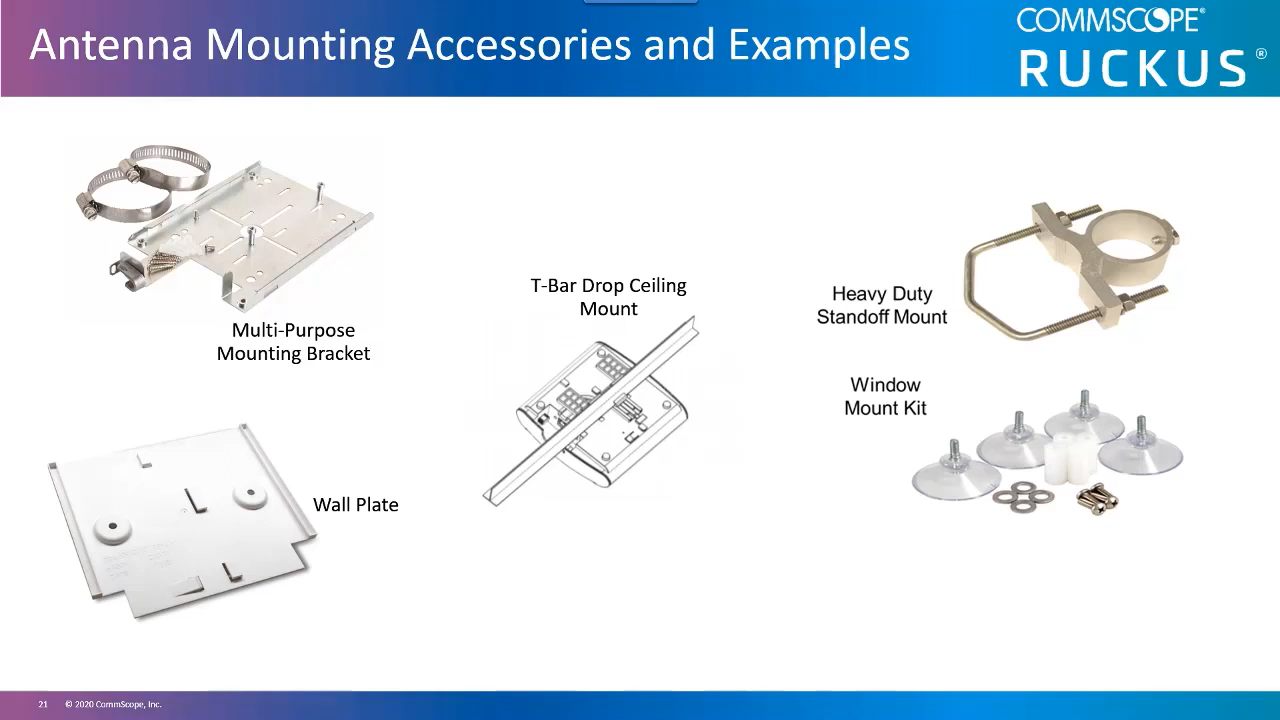 Antenna Mounting Accessories and Examples
COMMSCOPE®
RUCKUS®
Multi-Purpose
Mounting Bracket
T-Bar Drop Ceiling
Mount
Heavy Duty
Standoff Mount
Window
Mount Kit
Wall Plate
21 © 2020 CommScope, Inc.